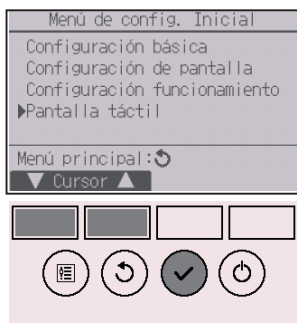 Menú de config. Inicial
Configuración básica
Configuración de pantalla
Configuración funcionamiento
▶Pantalla táctil
Menú principal:
▼ Cursor ▲